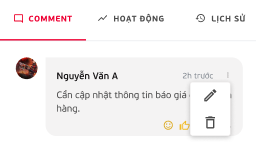 COMMENT
HOẠT ĐỘNG
LỊCH SỬ
Nguyễn Văn A
2h trước
Cần cập nhật thông tin báo giá
hàng.